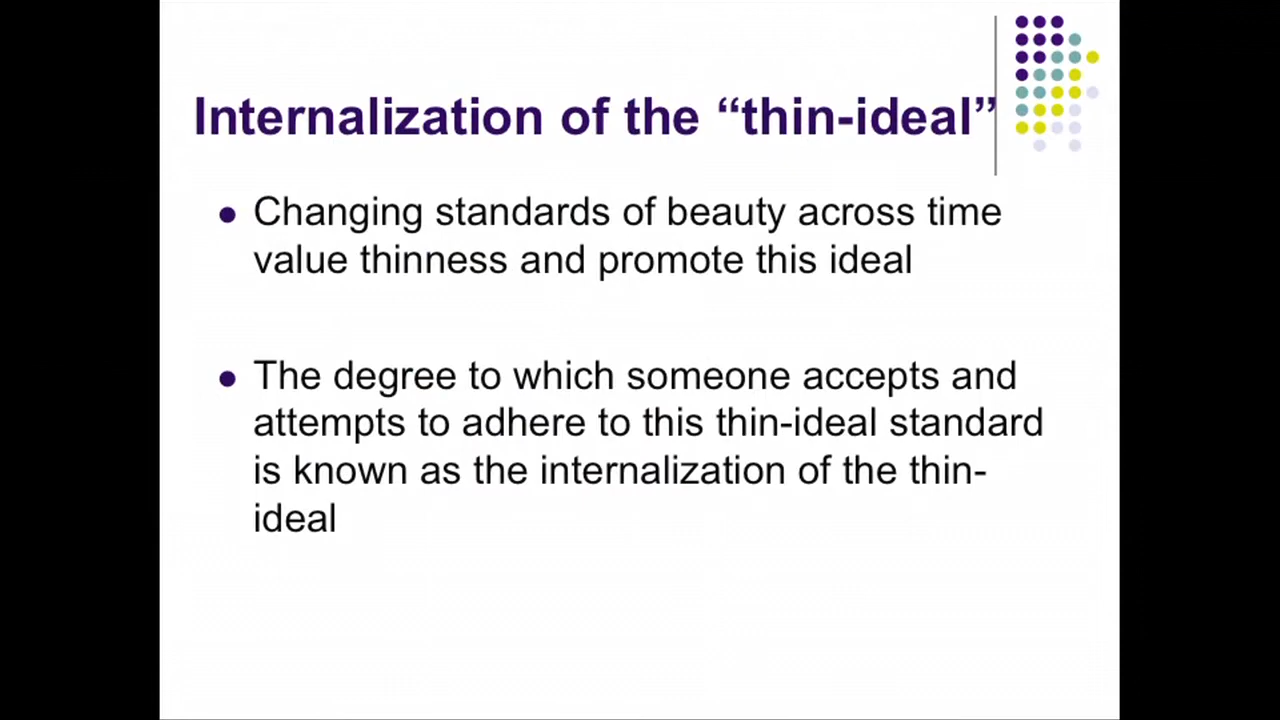 Internalization of the “thin-ideal”
Changing standards of beauty across time
value thinness and promote this ideal
The degree to which someone accepts and
attempts to adhere to this thin-ideal standard
is known as the internalization of the thin-
ideal